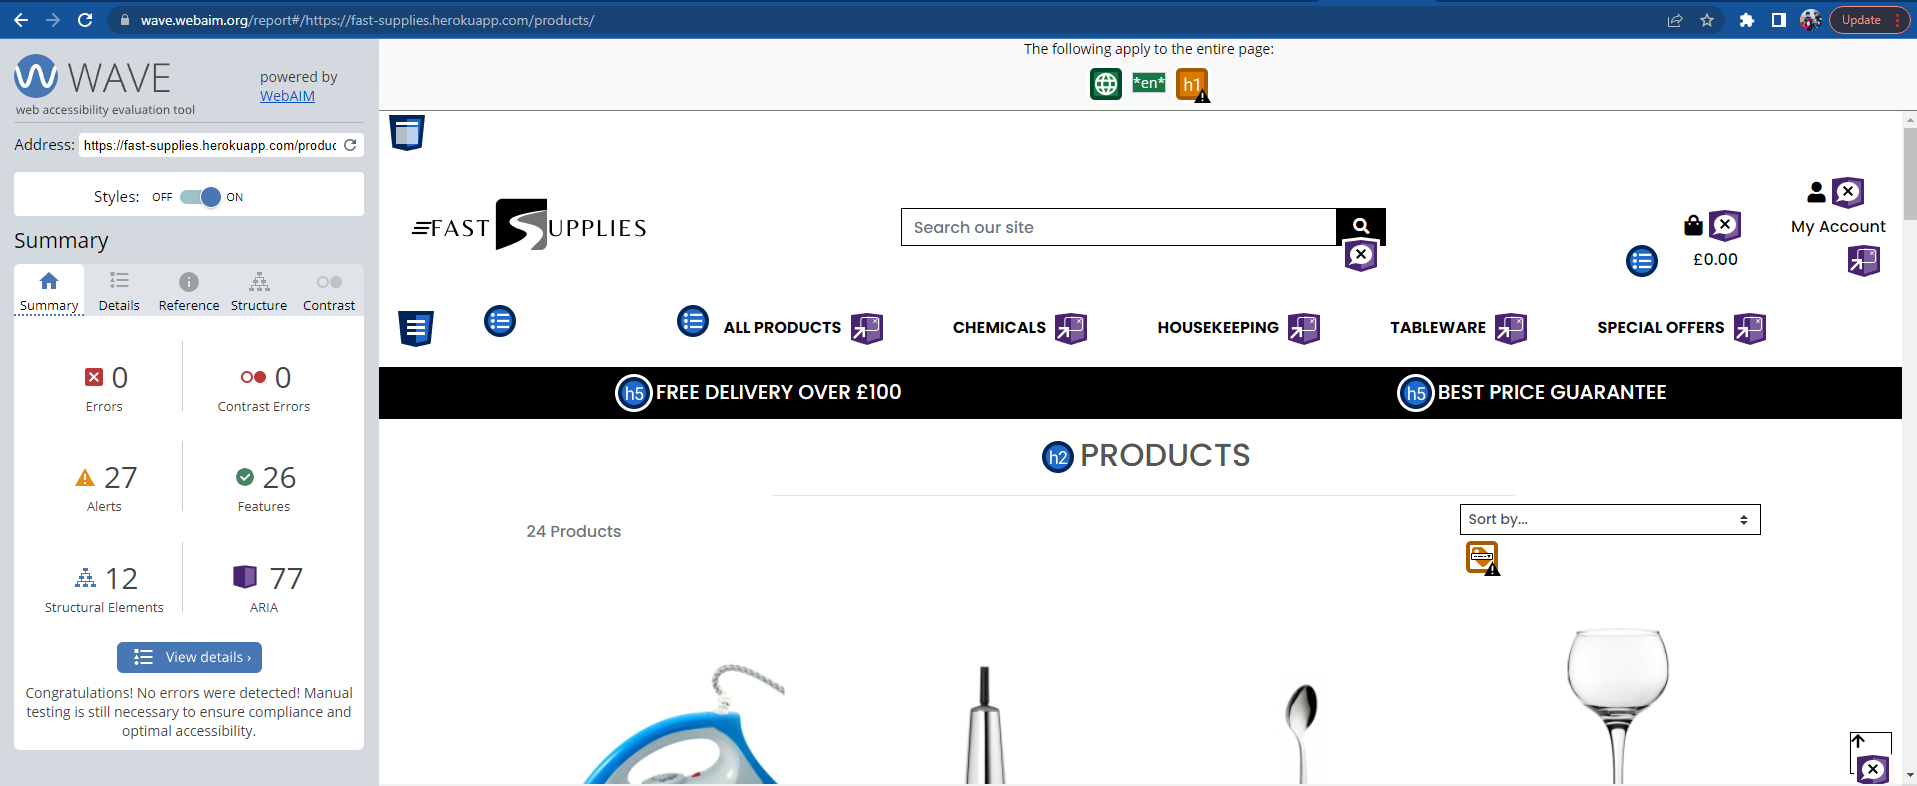 wave.webaim.org/report#/https://fast-supplies.herokuapp.com/products/
Update
WAVE
web accessibility evaluation tool
powered by
WebAIM
Address: https://fast-supplies.herokuapp.com/produc
Styles: OFF ON
Summary
Summary Details Reference Structure Contrast
0 0
Errors Contrast Errors
27 26
Alerts Features
12 77
Structural Elements ARIA
View details ›
Congratulations! No errors were detected! Manual
testing is still necessary to ensure compliance and
optimal accessibility.
The following apply to the entire page:
*en* h1
FAST SUPPLIES
Search our site
£0.00
My Account
ALL PRODUCTS CHEMICALS HOUSEKEEPING TABLEWARE SPECIAL OFFERS
h5 FREE DELIVERY OVER £100 h5 BEST PRICE GUARANTEE
h2 PRODUCTS
24 Products
Sort by...